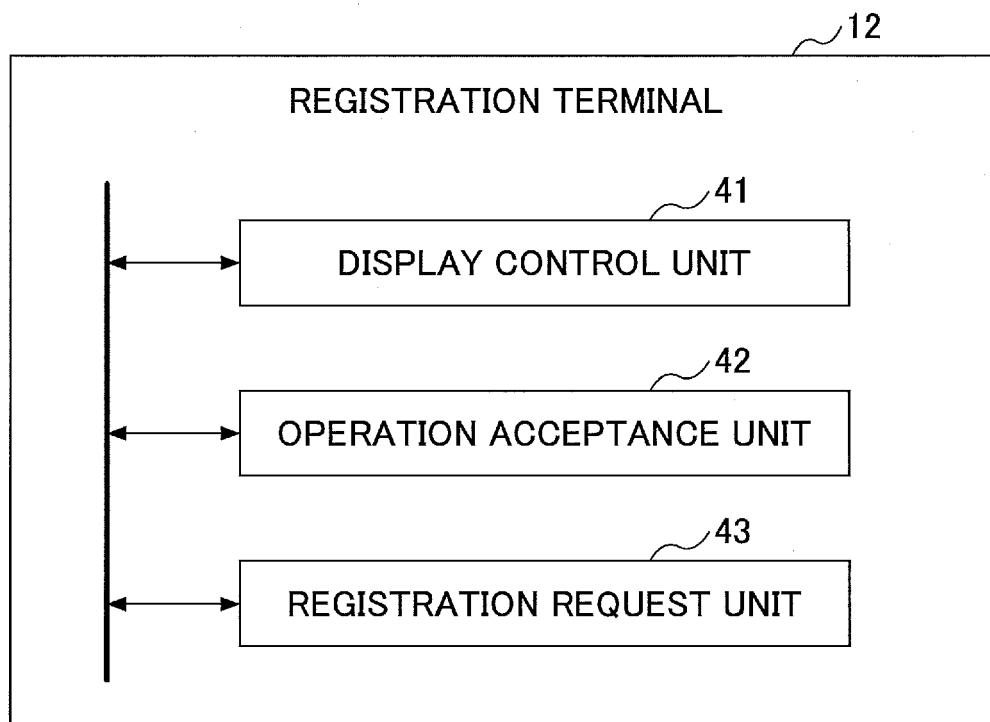 12
REGISTRATION TERMINAL
41
DISPLAY CONTROL UNIT
42
OPERATION ACCEPTANCE UNIT
43
REGISTRATION REQUEST UNIT